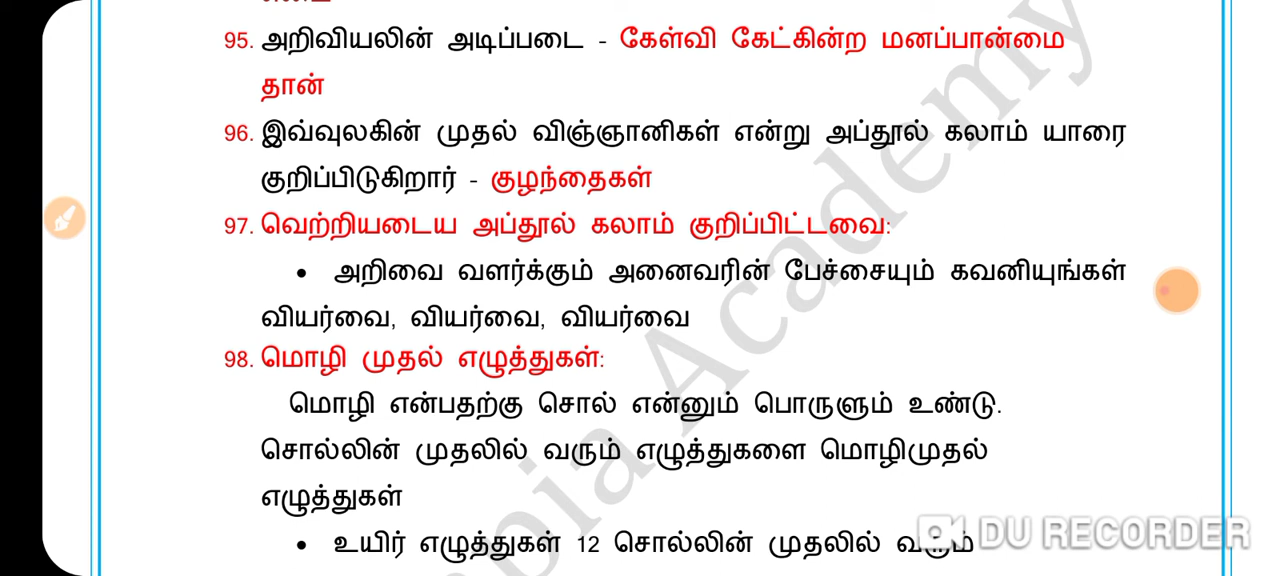 95. அறிவியலின் அடிப்படை - கேள்வி கேட்கின்ற மனப்பான்மை
தான்
96. இவ்வுலகின் முதல் விஞ்ஞானிகள் என்று அப்தூல் கலாம் யாரை
குறிப்பிடுகிறார் - குழந்தைகள்
97. வெற்றியடைய அப்தூல் கலாம் குறிப்பிட்டவை:
• அறிவை வளர்க்கும் அனைவரின் பேச்சையும் கவனியுங்கள்
வியர்வை, வியர்வை, வியர்வை
98. மொழி முதல் எழுத்துகள்:
மொழி என்பதற்கு சொல் என்னும் பொருளும் உண்டு.
சொல்லின் முதலில் வரும் எழுத்துகளை மொழிமுதல்
எழுத்துகள்
• உயிர் எழுத்துகள் 12 சொல்லின் முதலில் வரும்
Academy
DU RECORDER